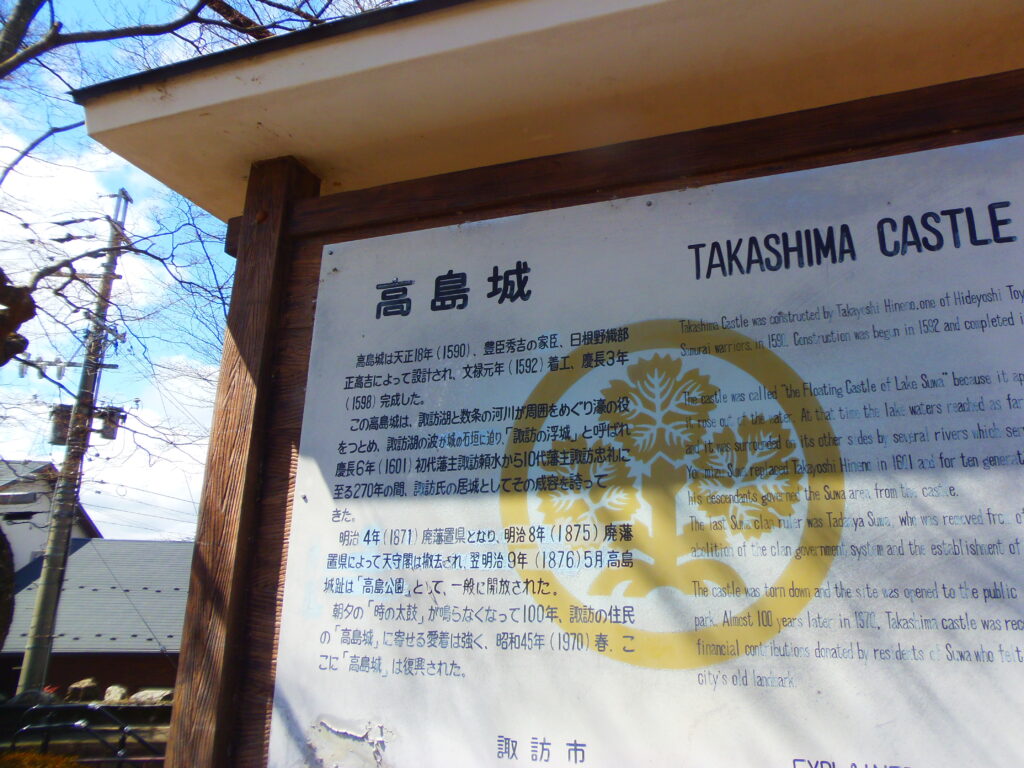 高島城
高島城は天正18年(1590)、豊臣秀吉の家臣、日根野織部
正高吉によって設計され、文禄元年(1592)着工、慶長3年
(1598)完成した。
この高島城は、諏訪湖と数条の河川が周囲をめぐり濠の役
をつとめ、諏訪湖の波が城の石垣に迫り、「諏訪の浮城」と呼ばれ
慶長6年(1601)初代藩主諏訪頼水から10代藩主諏訪忠礼に
至る270年の間、諏訪氏の居城としてその威容を誇って
きた。
明治4年(1671)廃藩置県となり、明治8年(1875)廃藩
置県によって天守閣は撤去され、翌明治9年(1876)5月高島
城趾は「高島公園」として、一般に開放された。
朝夕の「時の太鼓」が鳴らなくなって100年、諏訪の住民
の「高島城」に寄せる愛着は強く、昭和45年(1970)春、こ
こに「高島城」は復興された。
諏訪市
TAKASHIMA CASTLE
Takashima Castle was constructed by Takayoshi Hineno, one of Hideyoshi Toy
Samurai warriors, in 1590. Construction was begun in 1592 and completed i
The castle was called "the Floating Castle of Lake Suwa" because it ap
it rose out of the water. At that time the lake waters reached as far
and it was surrounded on its other sides by several rivers which ser
Suwa replaced Takayoshi Hineno in 1601 and for ten generat
his descendants governed the Suwa area from the castle.
The last Suwa clan ruler was Suwa, who was removed from of
abolition of the clan government system and the establishment of
The castle was torn down and the site was opened to the public
park. Almost 100 years later in 1970, Takashima castle was rec
financial contributions donated by residents of Suwa who felt
city's old landmark.